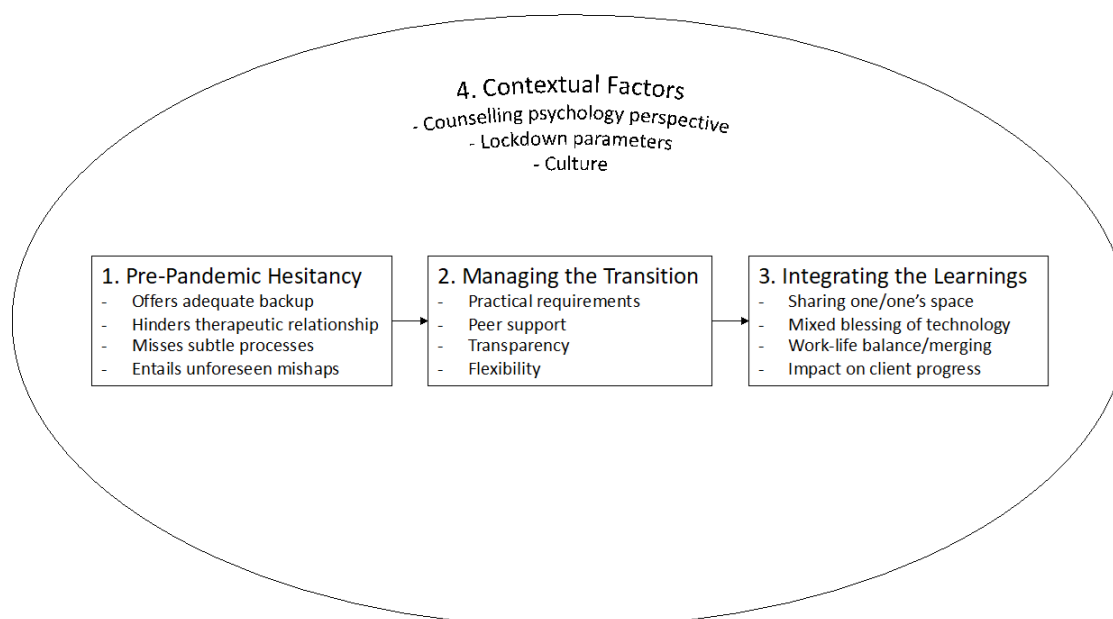 4. Contextual Factors
- Counselling psychology perspective
- Lockdown parameters
- Culture
1. Pre-Pandemic Hesitancy
- Offers adequate backup
- Hinders therapeutic relationship
- Misses subtle processes
- Entails unforeseen mishaps
2. Managing the Transition
- Practical requirements
- Peer support
- Transparency
- Flexibility
3. Integrating the Learnings
- Sharing one/one’s space
- Mixed blessing of technology
- Work-life balance/merging
- Impact on client progress